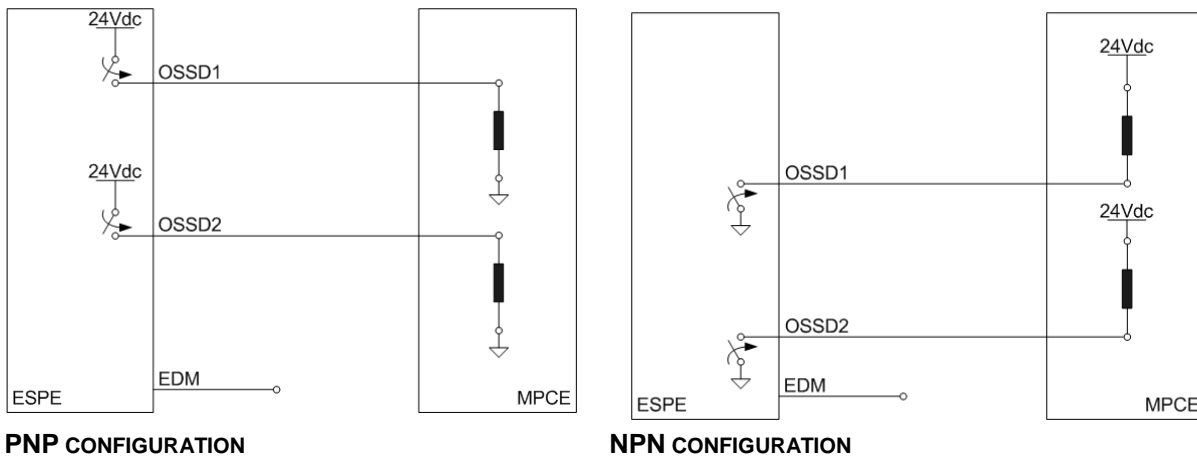 24Vdc
OSSD1
24Vdc
OSSD2
EDM
ESPE
MPCE
PNP CONFIGURATION
24Vdc
OSSD1
24Vdc
OSSD2
EDM
ESPE
MPCE
NPN CONFIGURATION